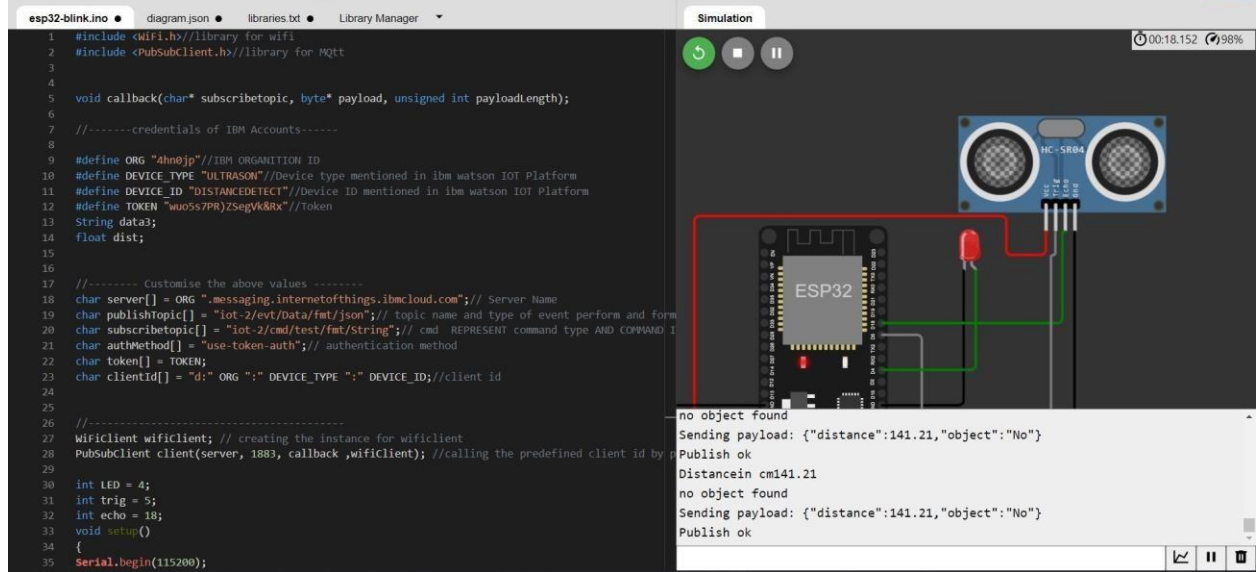 esp32-blink.ino ● diagram.json ● libraries.txt ● Library Manager
1 #include <WiFi.h>//library for wifi
2 #include <PubSubClient.h>//library for MQtt
3
4
5 void callback(char* subscribetopic, byte* payload, unsigned int payloadLength);
6
7 //-------credentials of IBM Accounts------
8
9 #define ORG "4hn0jp"//IBM ORGANITION ID
10 #define DEVICE_TYPE "ULTRASON"//Device type mentioned in ibm watson IOT Platform
11 #define DEVICE_ID "DISTANCEDETECT"//Device ID mentioned in ibm watson IOT Platform
12 #define TOKEN "wuo5s7PR)ZSegVk&Rx"//Token
13 String data3;
14 float dist;
15
16
17 //-------- Customise the above values --------
18 char server[] = ORG ".messaging.internetofthings.ibmcloud.com";// Server Name
19 char publishTopic[] = "iot-2/evt/Data/fmt/json";// topic name and type of event perform and form
20 char subscribetopic[] = "iot-2/cmd/test/fmt/String";// cmd REPRESENT command type AND COMMAND I
21 char authMethod[] = "use-token-auth";// authentication method
22 char token[] = TOKEN;
23 char clientId[] = "d:" ORG ":" DEVICE_TYPE ":" DEVICE_ID;//client id
24
25
26 //-----------------------------------------
27 WiFiClient wifiClient; // creating the instance for wificlient
28 PubSubClient client(server, 1883, callback ,wifiClient); //calling the predefined client id by p
29
30 int LED = 4;
31 int trig = 5;
32 int echo = 18;
33 void setup()
34 {
35 Serial.begin(115200);
Simulation
00:18.152 98%
HC-SR04
Vcc
Trig
Echo
Gnd
ESP32
no object found
Sending payload: {"distance":141.21,"object":"No"}
Publish ok
Distancein cm141.21
no object found
Sending payload: {"distance":141.21,"object":"No"}
Publish ok